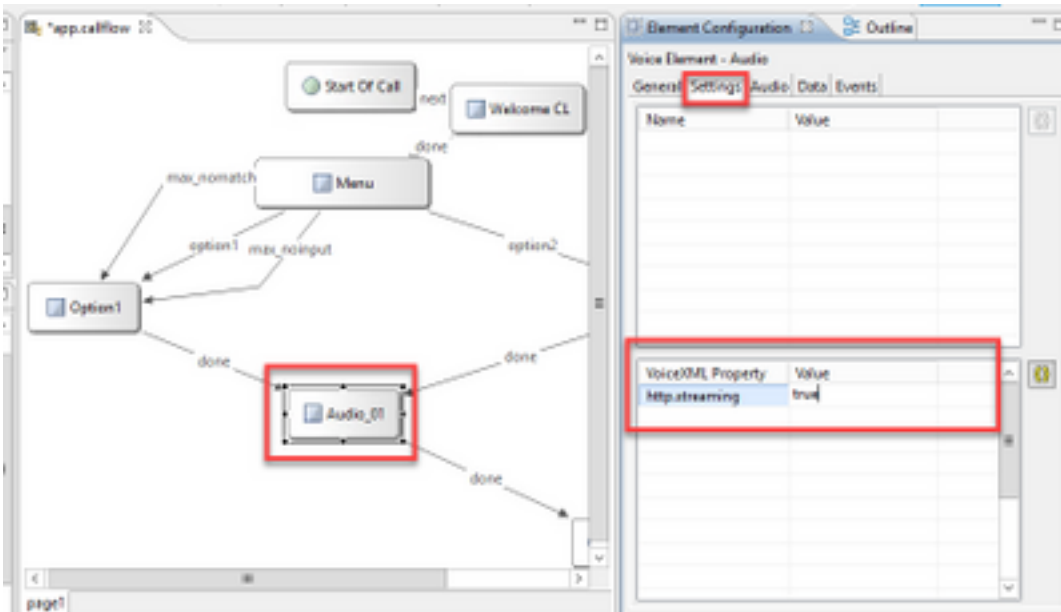 *app.callflow
Start Of Call
next
Welcome CL
done
Menu
max_nomatch
option1
max_noinput
option2
Option1
done
done
Audio_01
done
page1
Element Configuration
Outline
Voice Element - Audio
General Settings Audio Data Events
Name Value
VoiceXML Property Value
http.streaming true